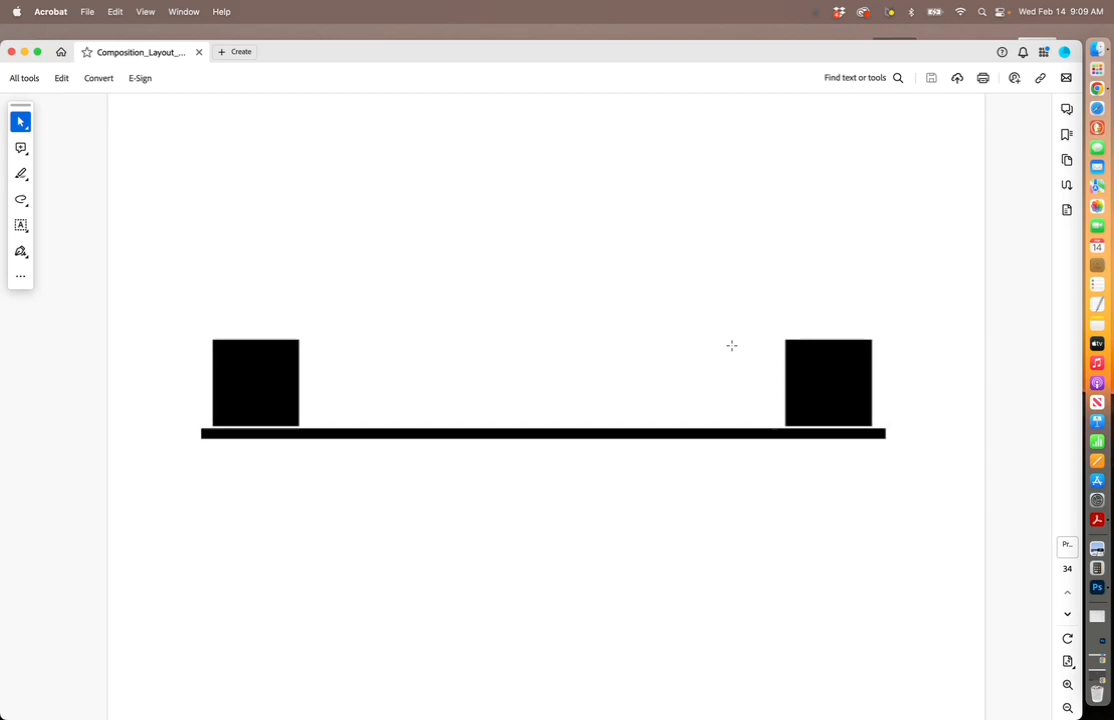 Acrobat File Edit View Window Help Wed Feb 14 9:09 AM
Composition_Layout_... Create
All tools Edit Convert E-Sign Find text or tools
A
14
Pr...
34
Ps